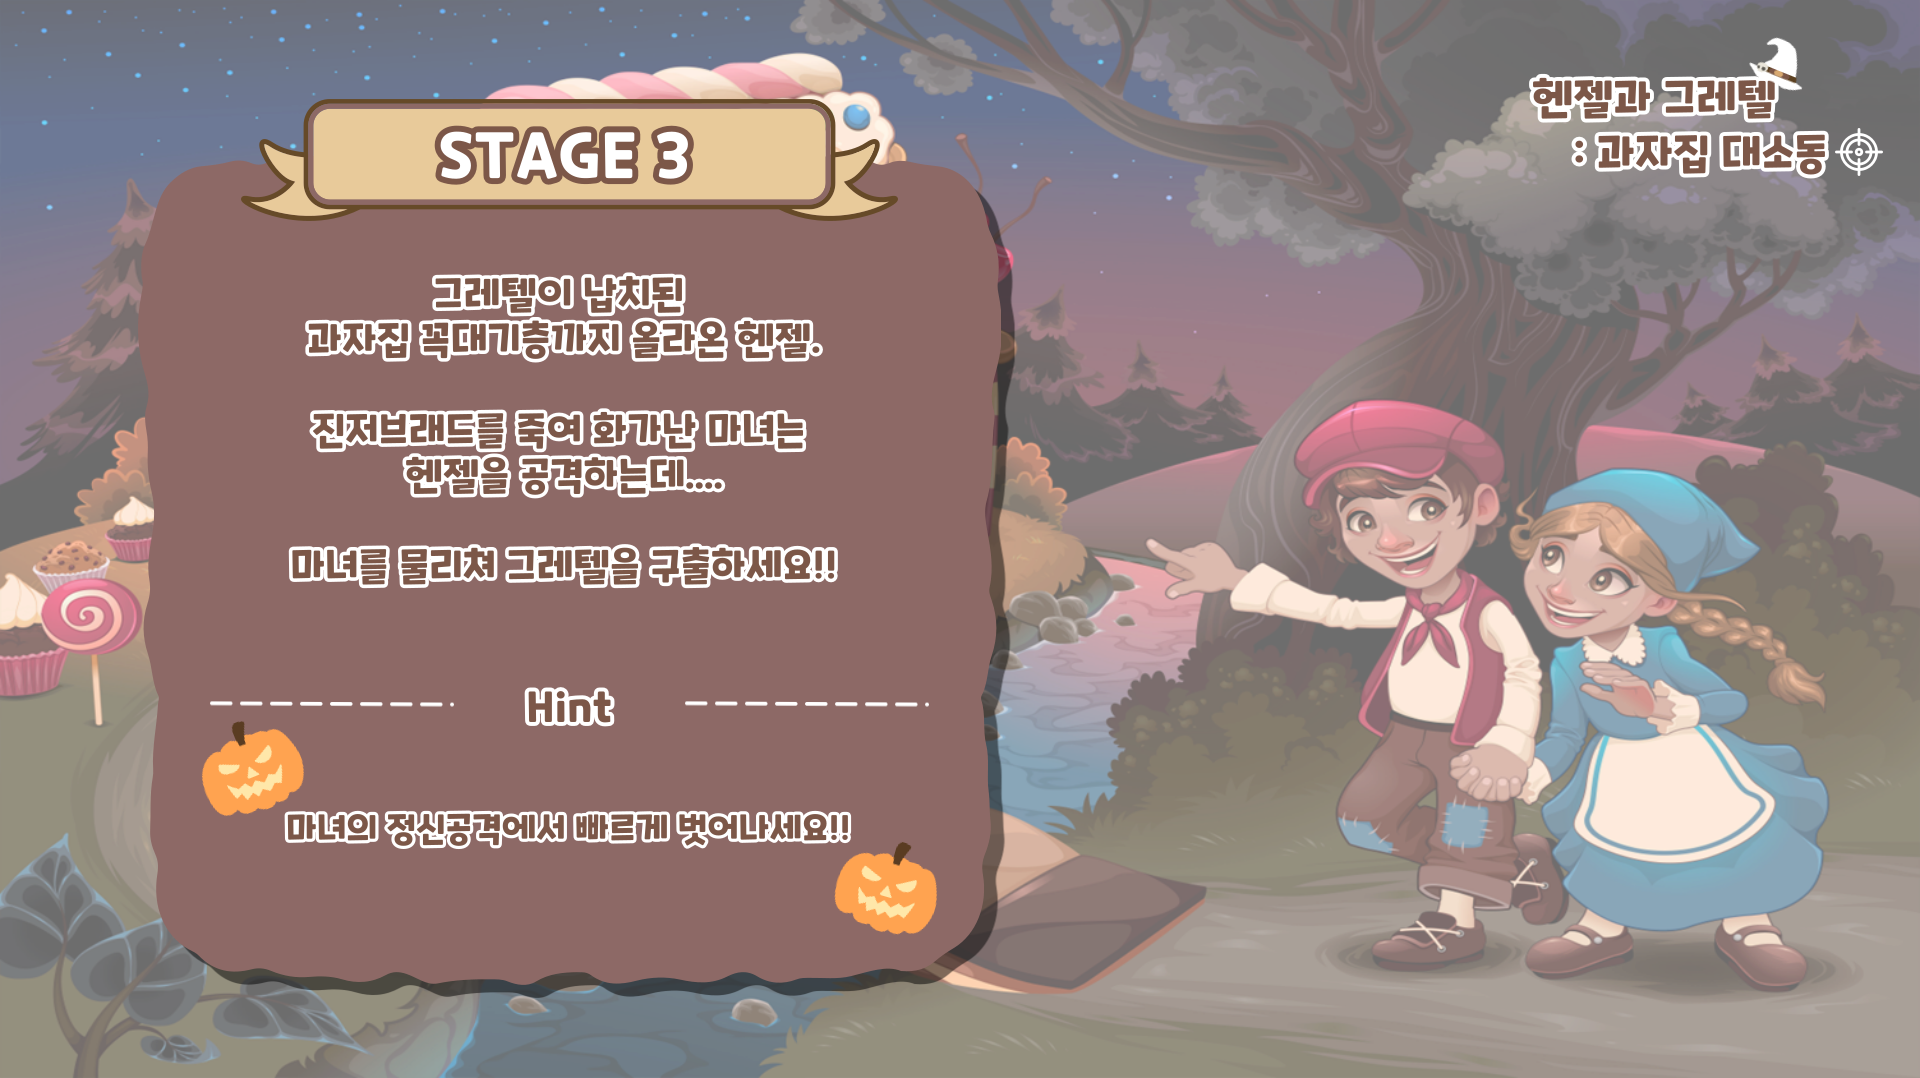 STAGE 3
헨젤과 그레텔
: 과자집 대소동
그레텔이 납치된
과자집 꼭대기층까지 올라온 헨젤.
진저브래드를 죽여 화가난 마녀는
헨젤을 공격하는데....
마녀를 물리쳐 그레텔을 구출하세요!!
Hint
마녀의 정신공격에서 빠르게 벗어나세요!!